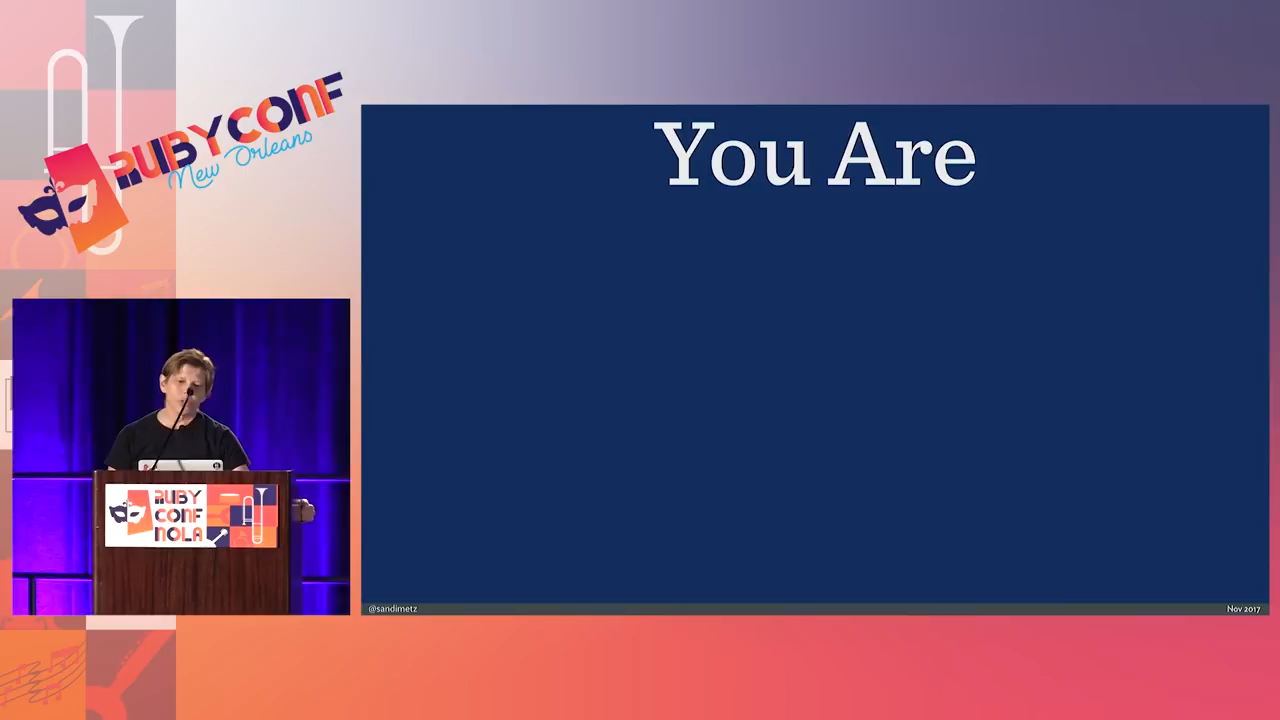 RUBYCONF
New Orleans
You Are
RUBY
CONF
NOLA
@sandimetz
Nov 2017